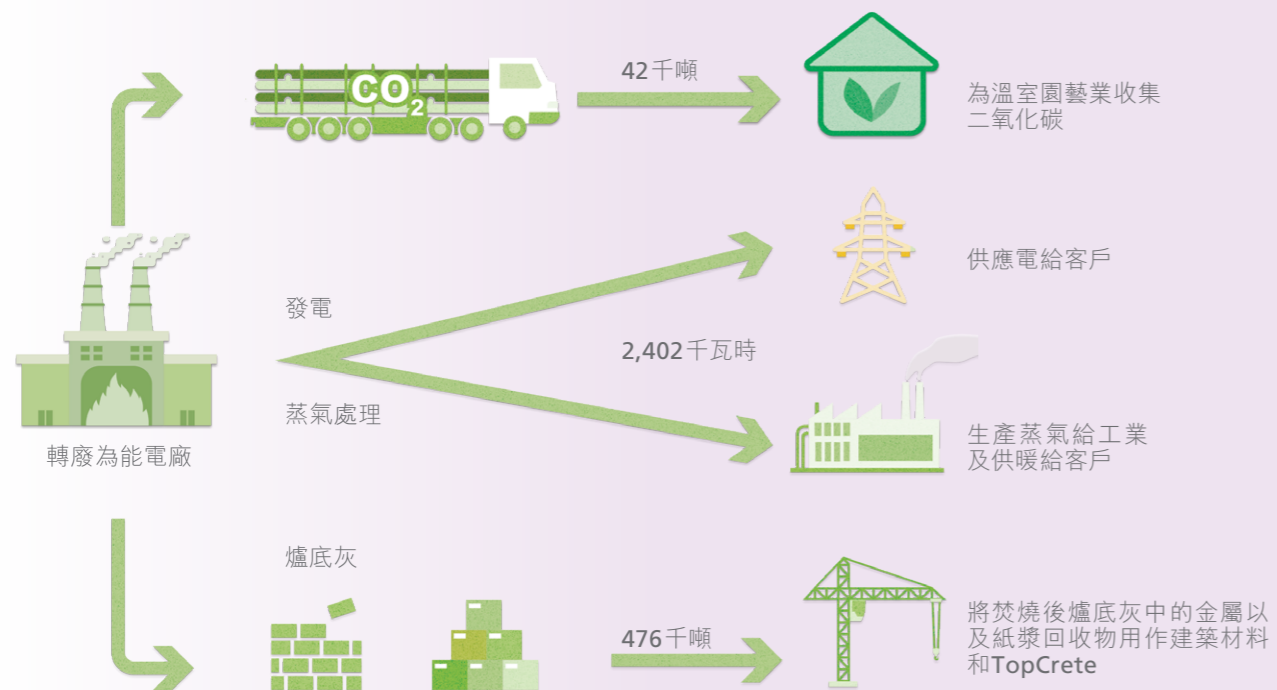 CO2
42千噸
為溫室園藝業收集
二氧化碳
供應電給客戶
發電
2,402千瓦時
蒸氣處理
轉廢為能電廠
生產蒸氣給工業
及供暖給客戶
爐底灰
476千噸
將焚燒後爐底灰中的金屬以
及紙漿回收物用作建築材料
和TopCrete